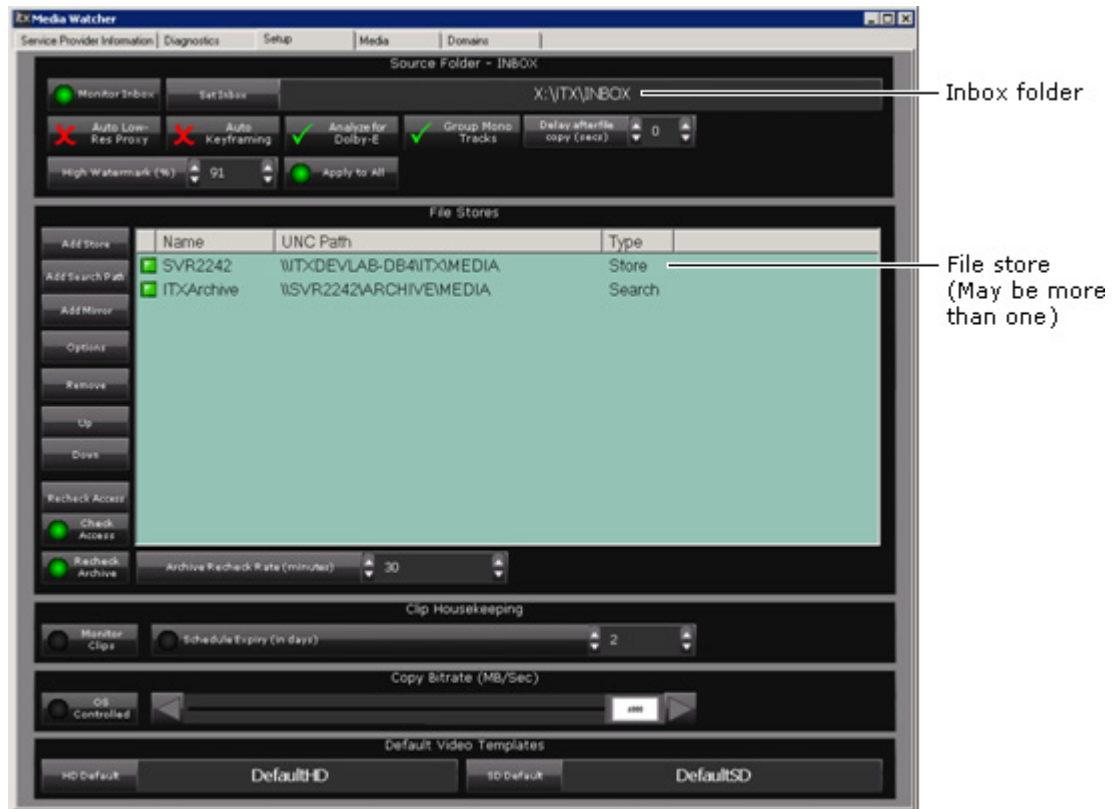 iTX Media Watcher
Service Provider Information Diagnostics Setup Media Domains
Source Folder - INBOX
Monitor Inbox Set Inbox X:\ITX\INBOX
Inbox folder
Auto Low-Res Proxy Auto Keyframing Analyze for Dolby-E Group Mono Tracks Delay after file copy (secs) 0
High Watermark (%) 91 Apply to All
File Stores
Add Store Name UNC Path Type
SVR2242 \\ITXDEVLAB-DB4\ITX\MEDIA Store
File store
(May be more
than one)
Add Search Path ITXArchive \\SVR2242\ARCHIVE\MEDIA Search
Add Mirror
Options
Remove
Up
Down
Recheck Access
Check Access
Recheck Archive Archive Recheck Rate (minutes) 30
Clip Housekeeping
Monitor Clips Schedule Expiry (in days) 2
Copy Bitrate (MB/Sec)
OS Controlled
Default Video Templates
HD Default DefaultHD SD Default DefaultSD